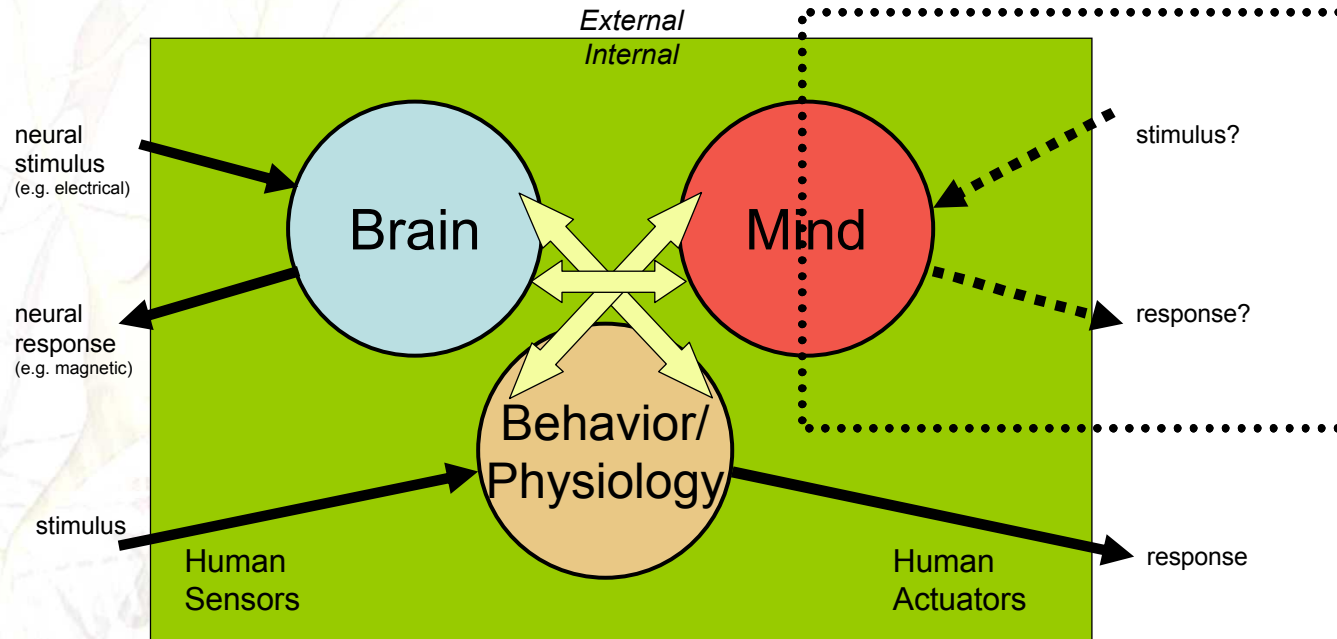 External
Internal
neural
stimulus
(e.g. electrical)
stimulus?
Brain
Mind
neural
response
(e.g. magnetic)
response?
Behavior/
Physiology
stimulus
Human
Sensors
Human
Actuators
response